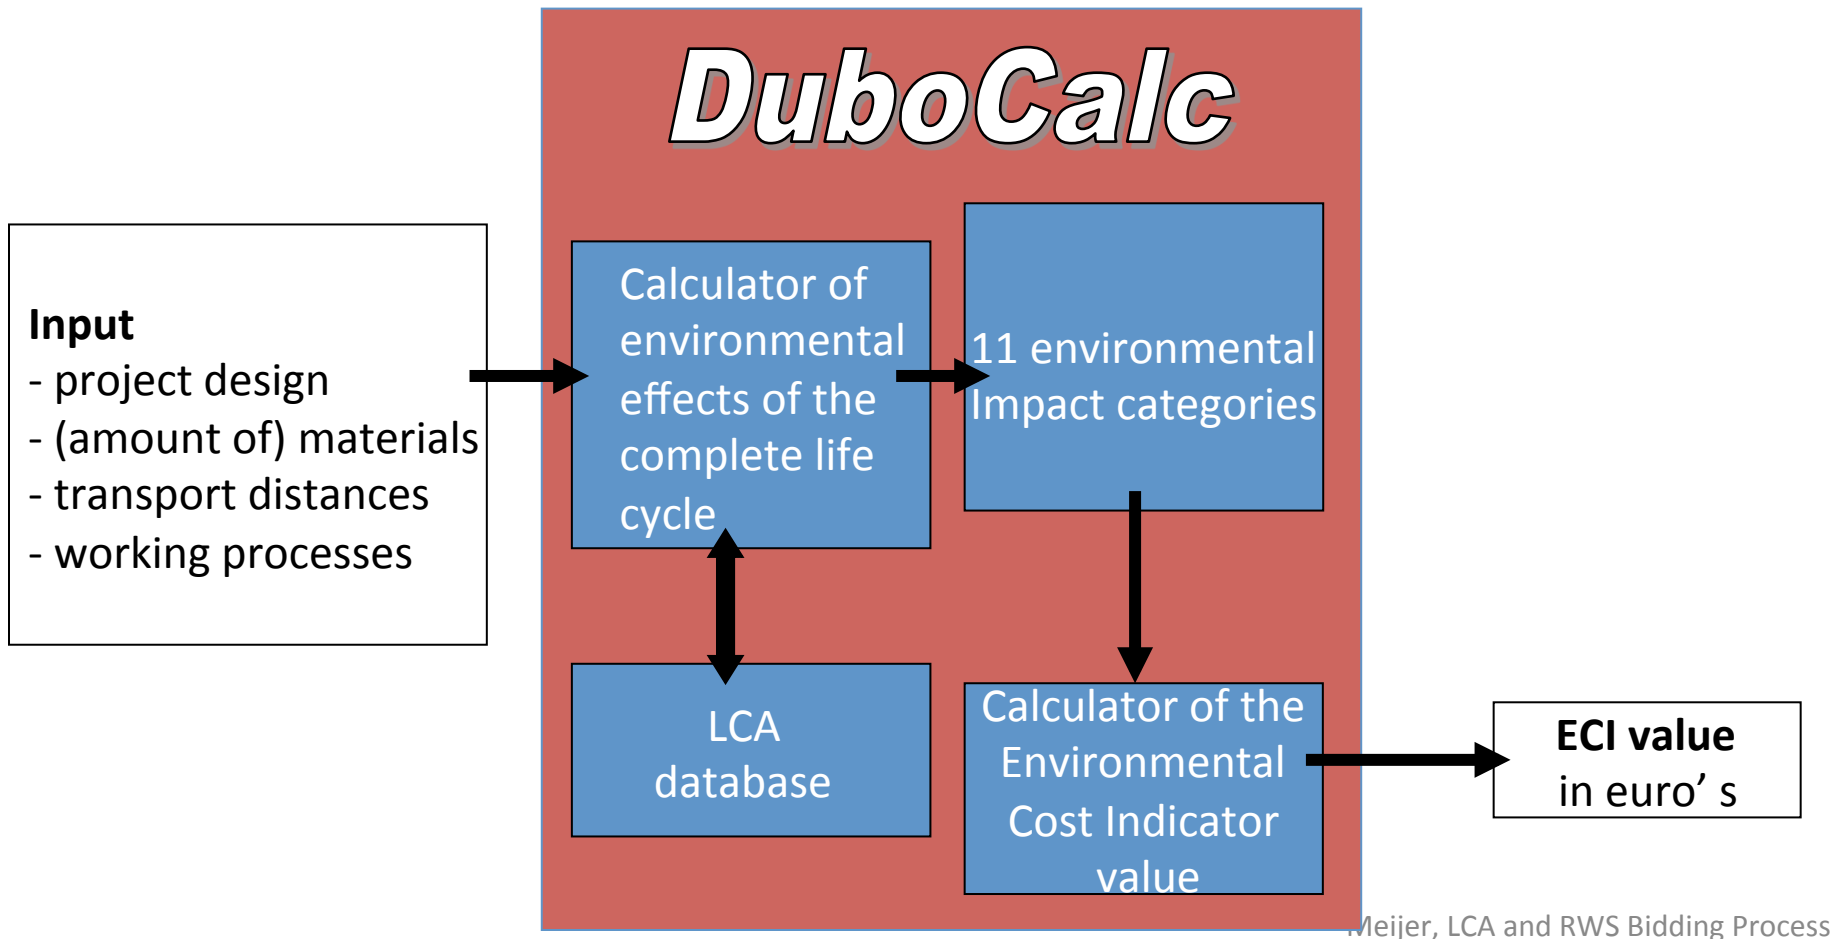 DuboCalc
Input
- project design
- (amount of) materials
- transport distances
- working processes
Calculator of
environmental
effects of the
complete life
cycle
11 environmental
Impact categories
LCA
database
Calculator of the
Environmental
Cost Indicator
value
ECI value
in euro’ s
Meijer, LCA and RWS Bidding Process